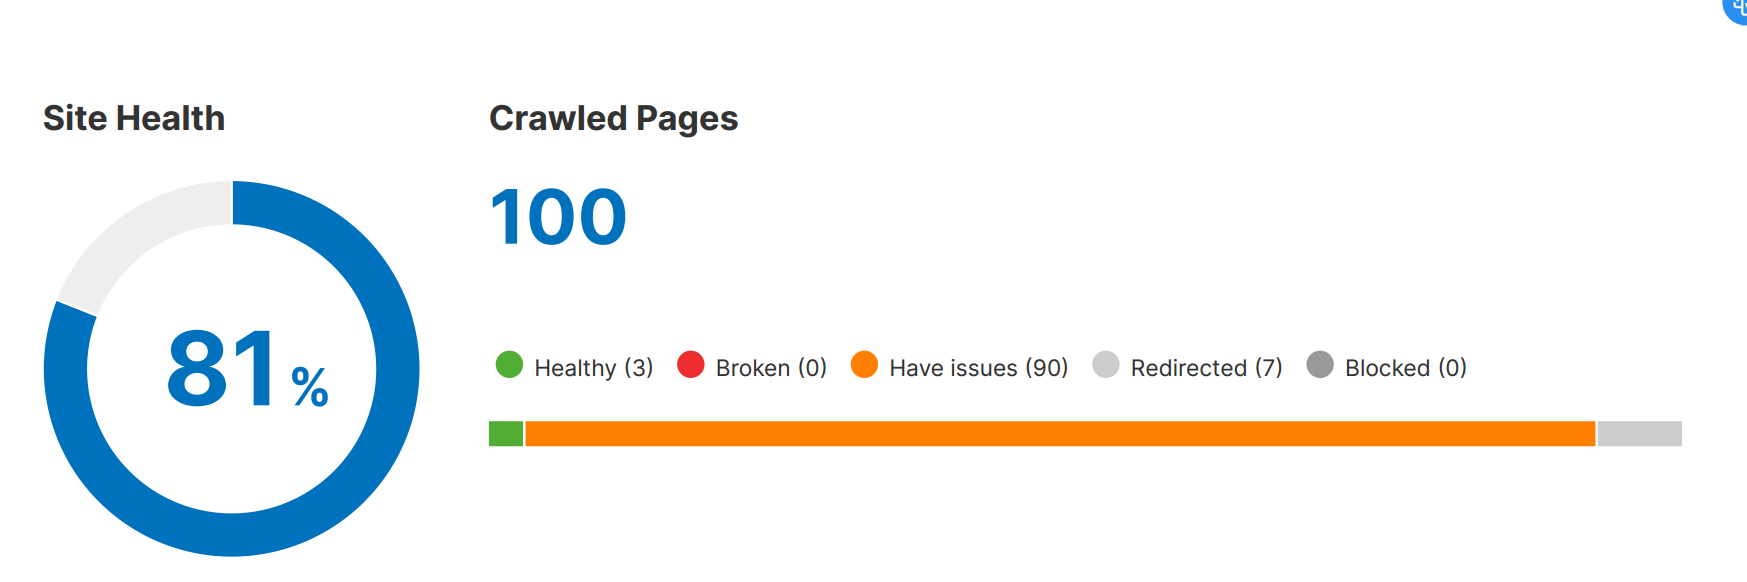 Site Health
81 %
Crawled Pages
100
Healthy (3) Broken (0) Have issues (90) Redirected (7) Blocked (0)